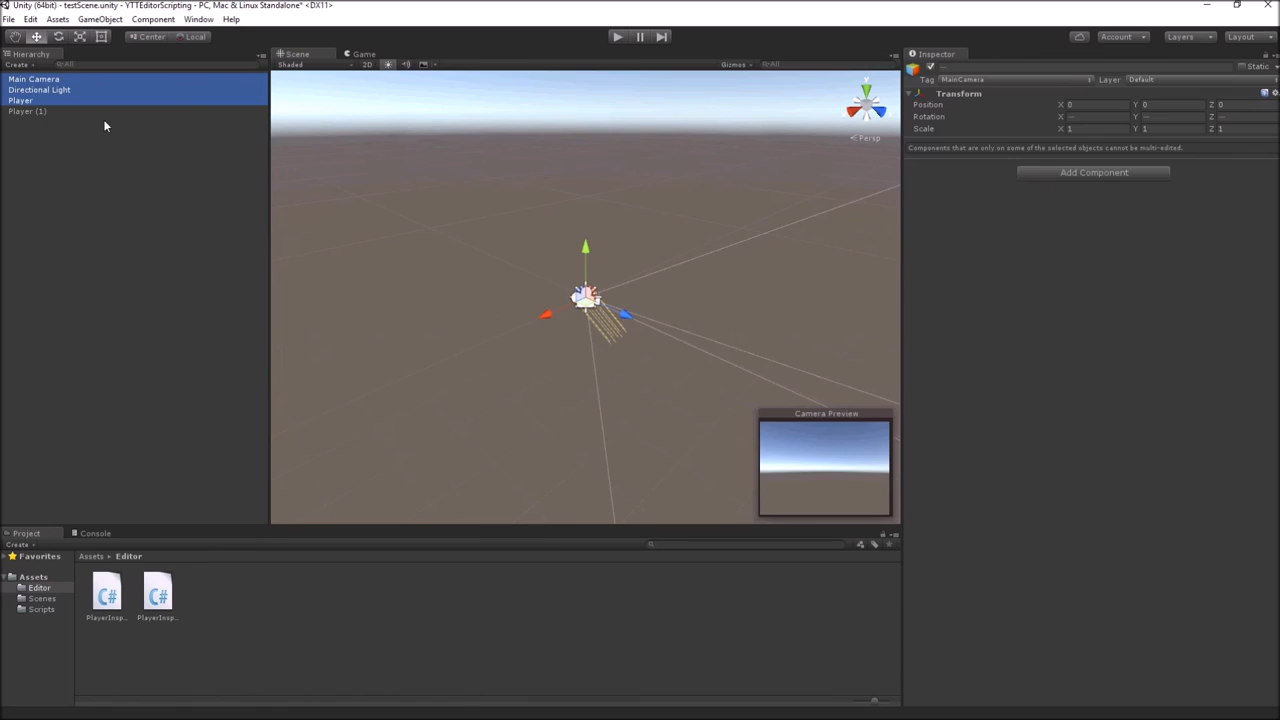 Unity (64bit) - testScene.unity - YTTEditorScripting - PC, Mac & Linux Standalone* <DX11>
File Edit Assets GameObject Component Window Help
Center Local Account Layers Layout
Hierarchy
Create All
Main Camera
Directional Light
Player
Player (1)
Scene Game
Shaded 2D Gizmos All
y
Persp
Camera Preview
Inspector
Static
Tag MainCamera Layer Default
Transform
Position X 0 Y 0 Z 0
Rotation X — Y — Z —
Scale X 1 Y 1 Z 1
Components that are only on some of the selected objects cannot be multi-edited.
Add Component
Project Console
Create
Favorites
Assets
Editor
Scenes
Scripts
Assets ▸ Editor
C# C#
PlayerInsp... PlayerInsp...